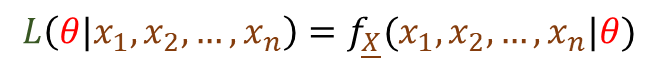 L(θ|x₁, x₂, …, xₙ) = f_X̲(x₁, x₂, …, xₙ|θ)